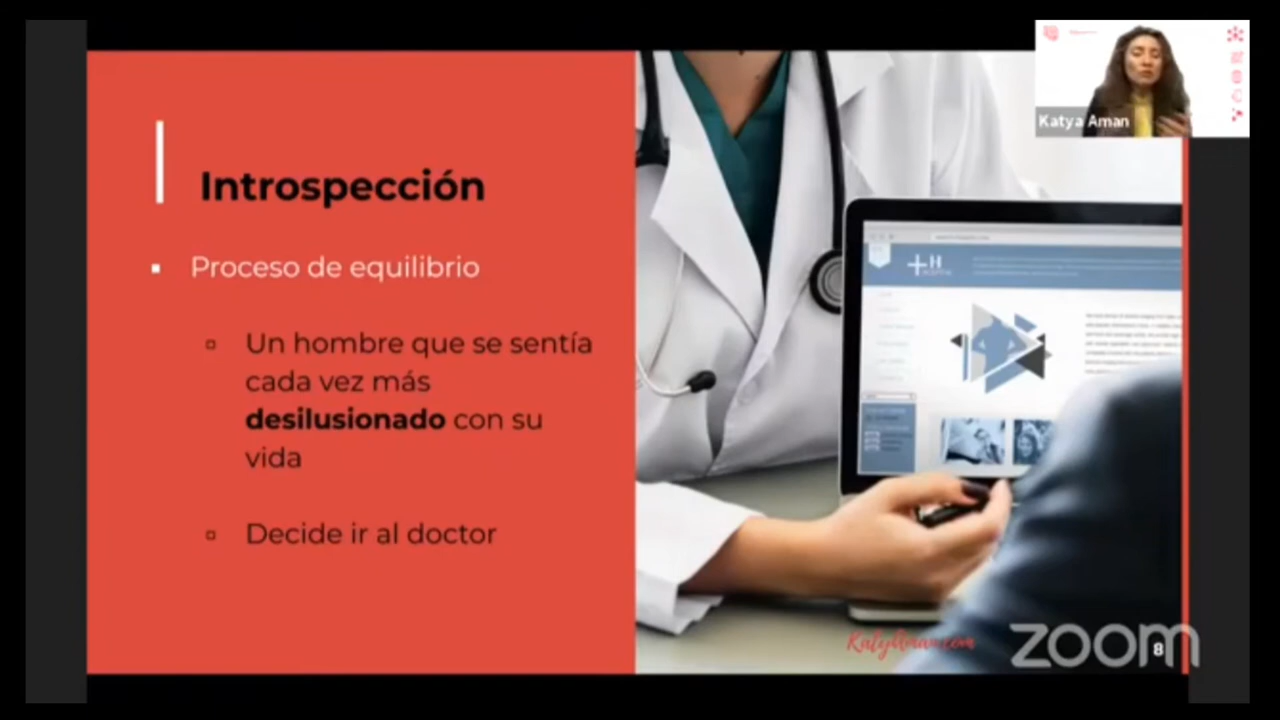 Introspección
Proceso de equilibrio
Un hombre que se sentía
cada vez más
desilusionado con su
vida
Decide ir al doctor
Katya Aman
+H
KatyAman.com
zoom
8